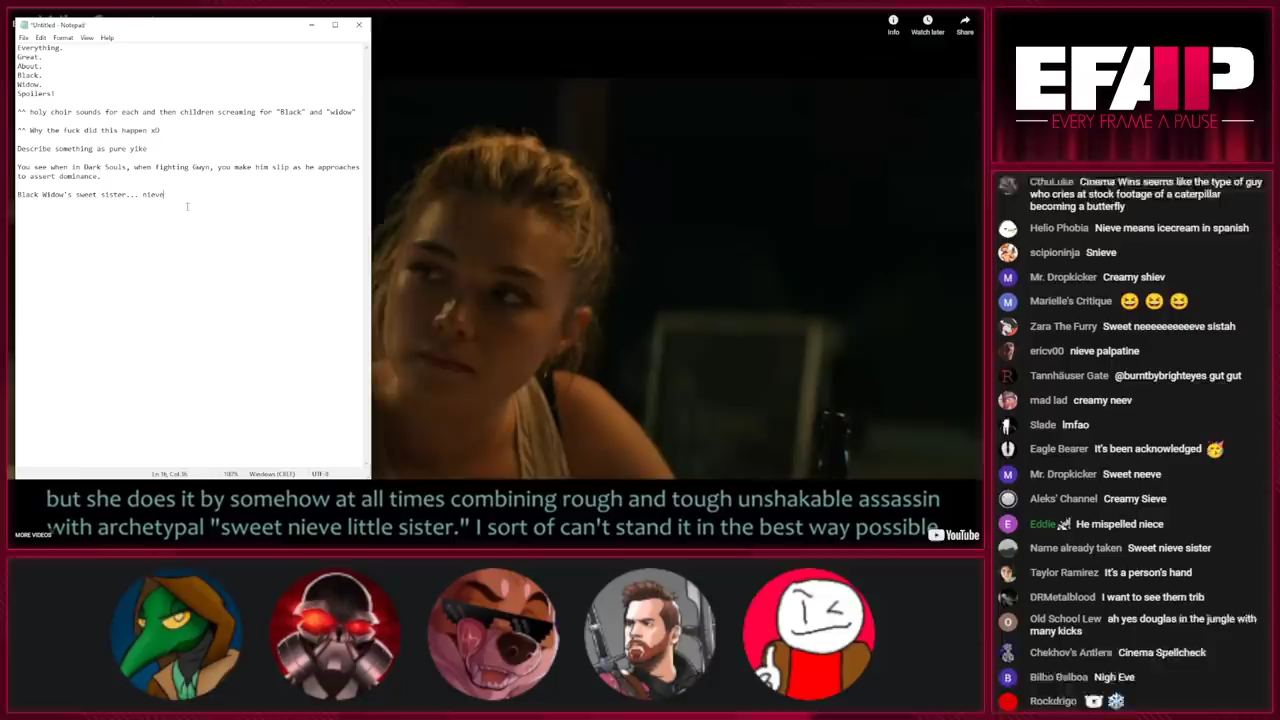 *Untitled - Notepad
File Edit Format View Help
Everything.
Great.
About.
Black.
Widow.
Spoilers!
^^ holy choir sounds for each and then children screaming for "Black" and "widow"
^^ Why the fuck did this happen xD
Describe something as pure yike
You see when in Dark Souls, when fighting Gwyn, you make him slip as he approaches
to assert dominance.
Black Widow's sweet sister... nieve
Ln 16, Col 36 100% Windows (CRLF) UTF-8
Info Watch later Share
but she does it by somehow at all times combining rough and tough unshakable assassin
with archetypal "sweet nieve little sister." I sort of can't stand it in the best way possible
MORE VIDEOS
YouTube
EFAP
EVERY FRAME A PAUSE
CthuLuke Cinema Wins seems like the type of guy
who cries at stock footage of a caterpillar
becoming a butterfly
Helio Phobia Nieve means icecream in spanish
scipioninja Snieve
M Mr. Dropkicker Creamy shiev
M Marielle's Critique
Zara The Furry Sweet neeeeeeeeeve sistah
ericv00 nieve palpatine
R Tannhäuser Gate @burntbybrighteyes gut gut
mad lad creamy neev
Slade lmfao
Eagle Bearer It's been acknowledged
M Mr. Dropkicker Sweet neeve
Aleks' Channel Creamy Sieve
E Eddie He mispelled niece
Name already taken Sweet nieve sister
Taylor Ramirez It's a person's hand
DRMetalblood I want to see them trib
O Old School Lew ah yes douglas in the jungle with
many kicks
Chekhov's Antlers Cinema Spellcheck
B Bilbo Balboa Nigh Eve
Rockdrigo